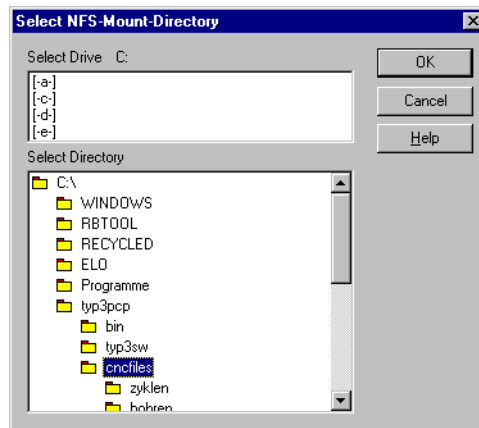 Select NFS-Mount-Directory
Select Drive C:
OK
[-a-]
[-c-]
[-d-]
[-e-]
Cancel
Help
Select Directory
C:\
WINDOWS
RBTOOL
RECYCLED
ELO
Programme
typ3pcp
bin
typ3sw
cncfiles
zyklen
bohren